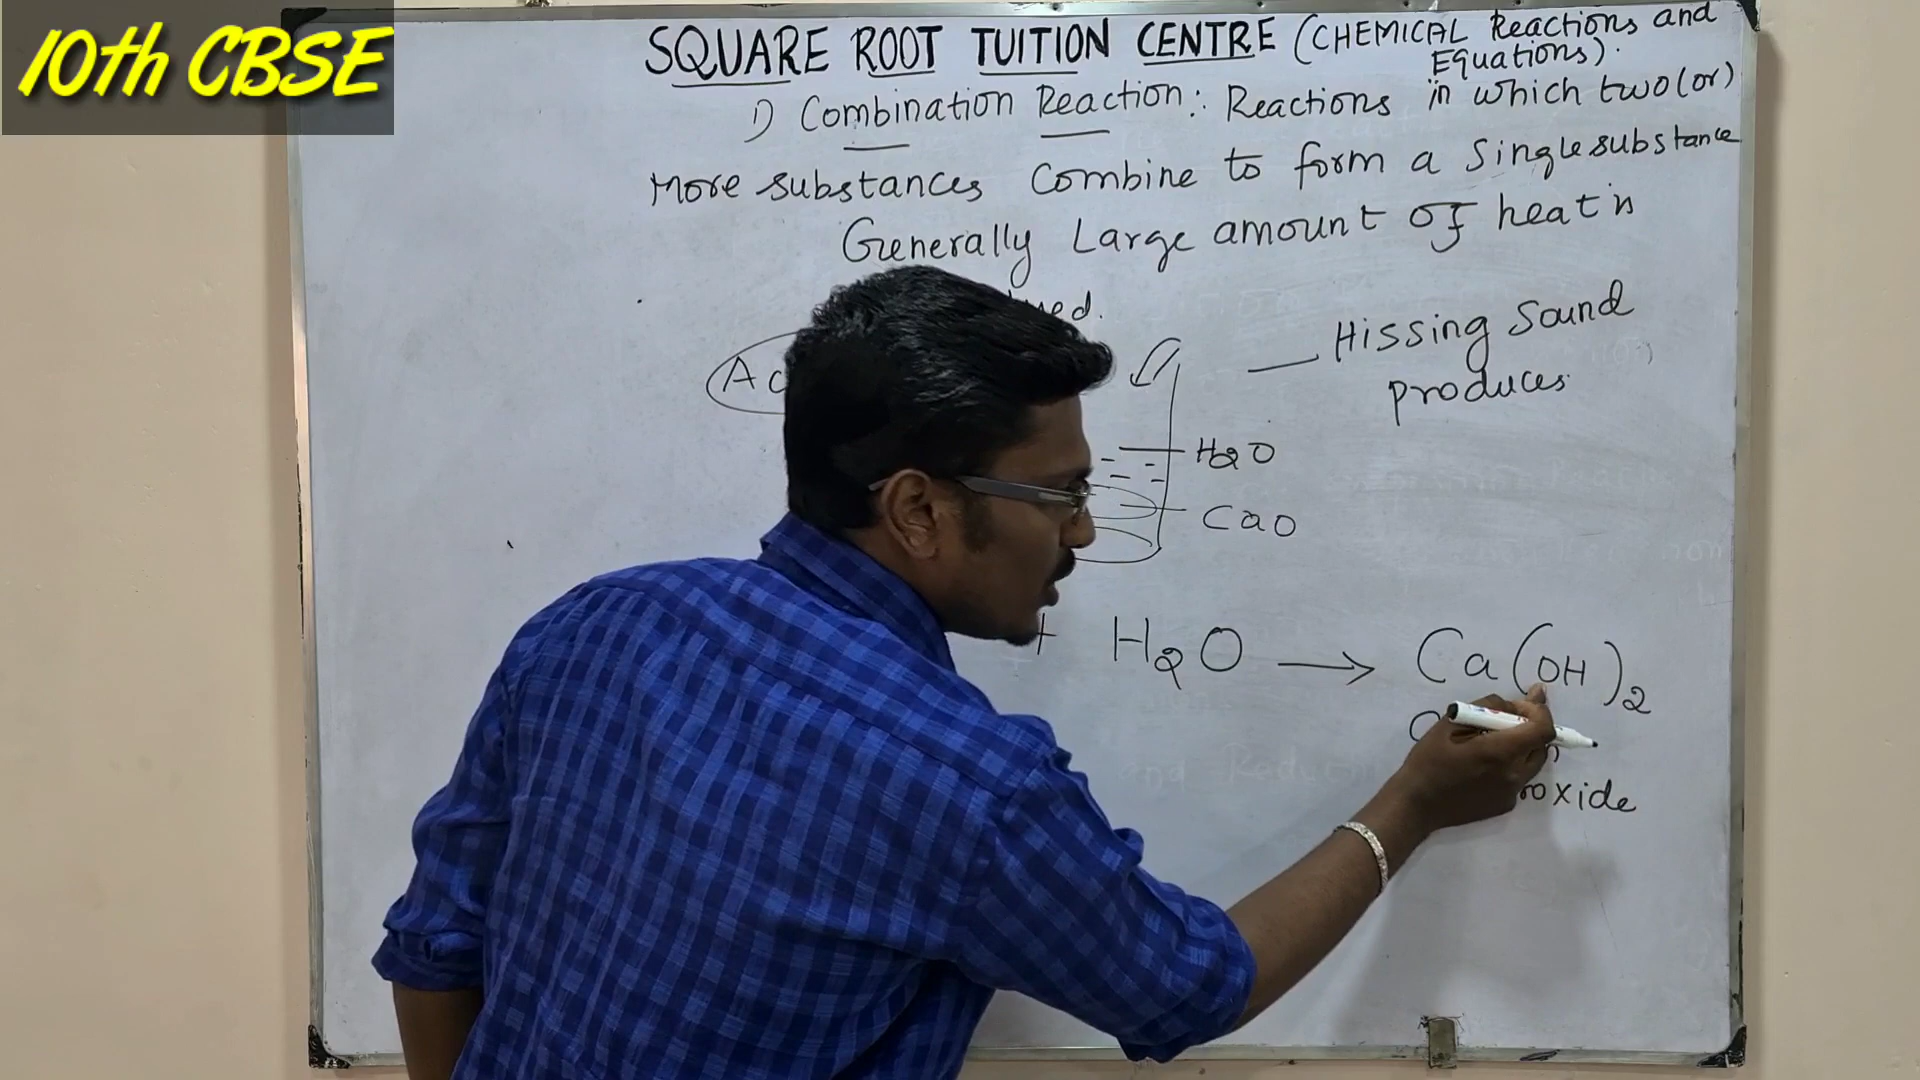 10th CBSE
SQUARE ROOT TUITION CENTRE (CHEMICAL Reactions and
Equations).
1) Combination Reaction: Reactions in which two (or)
More substances combine to form a single substance
Generally Large amount of heat is
Hissing Sound
produces
H2O
CaO
+ H2O → Ca(OH)2